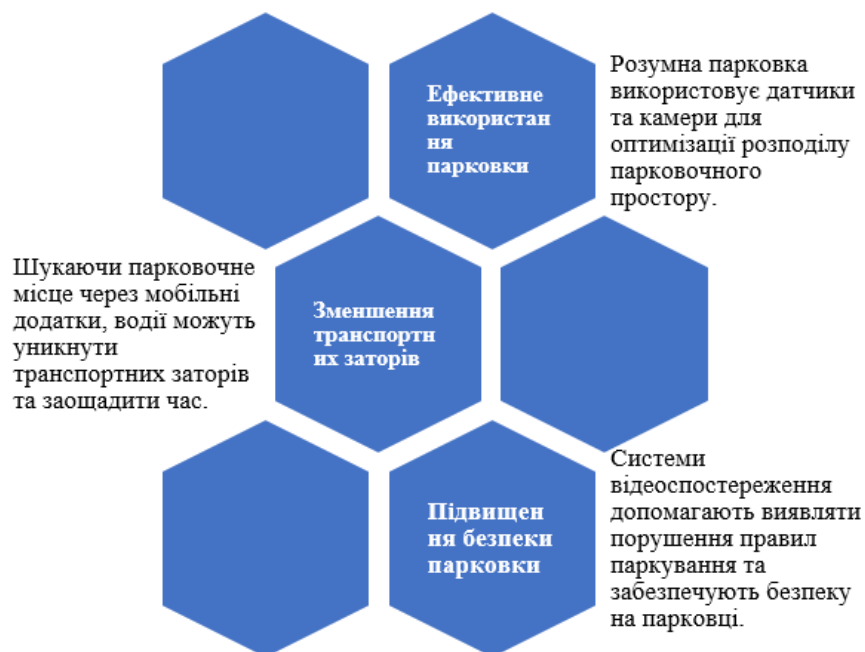 Ефективне
використан
ня
парковки
Розумна парковка
використовує датчики
та камери для
оптимізації розподілу
парковочного
простору.
Шукаючи парковочне
місце через мобільні
додатки, водії можуть
уникнути
транспортних заторів
та заощадити час.
Зменшення
транспортн
их заторів
Підвищен
ня безпеки
парковки
Системи
відеоспостереження
допомагають виявляти
порушення правил
паркування та
забезпечують безпеку
на парковці.